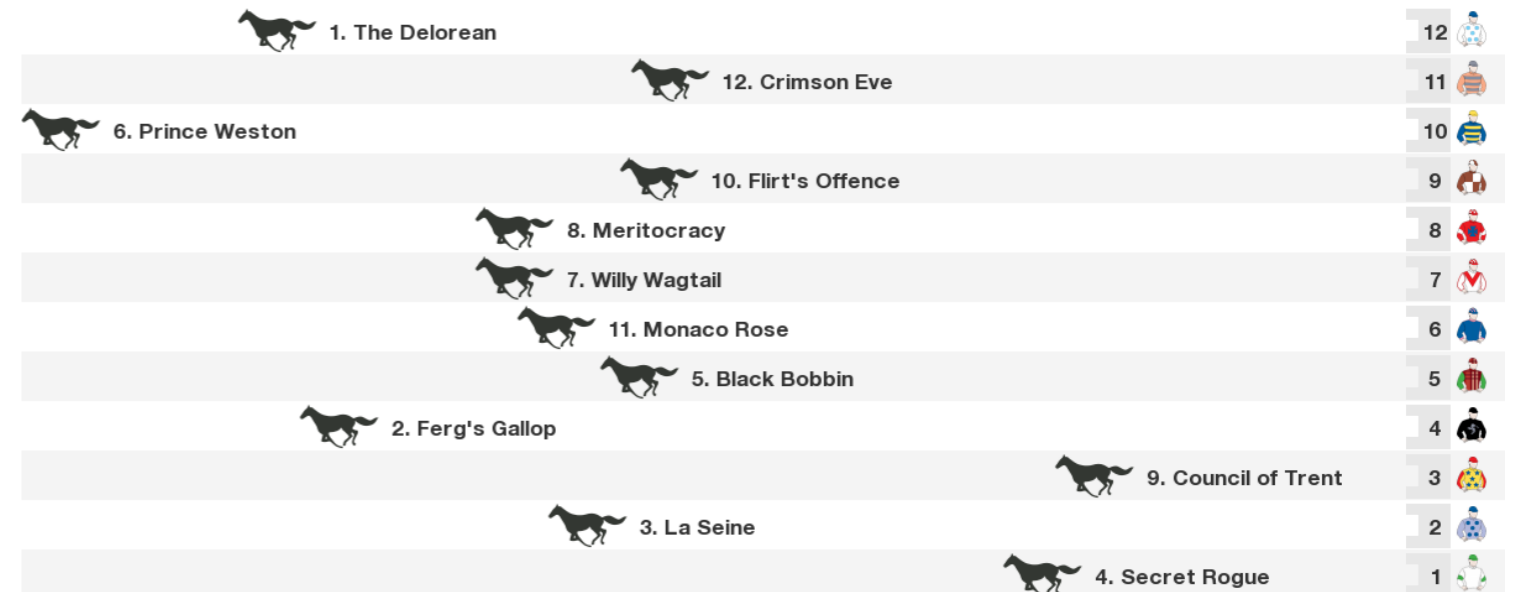 1. The Delorean 12
12. Crimson Eve 11
6. Prince Weston 10
10. Flirt's Offence 9
8. Meritocracy 8
7. Willy Wagtail 7
11. Monaco Rose 6
5. Black Bobbin 5
2. Ferg's Gallop 4
9. Council of Trent 3
3. La Seine 2
4. Secret Rogue 1